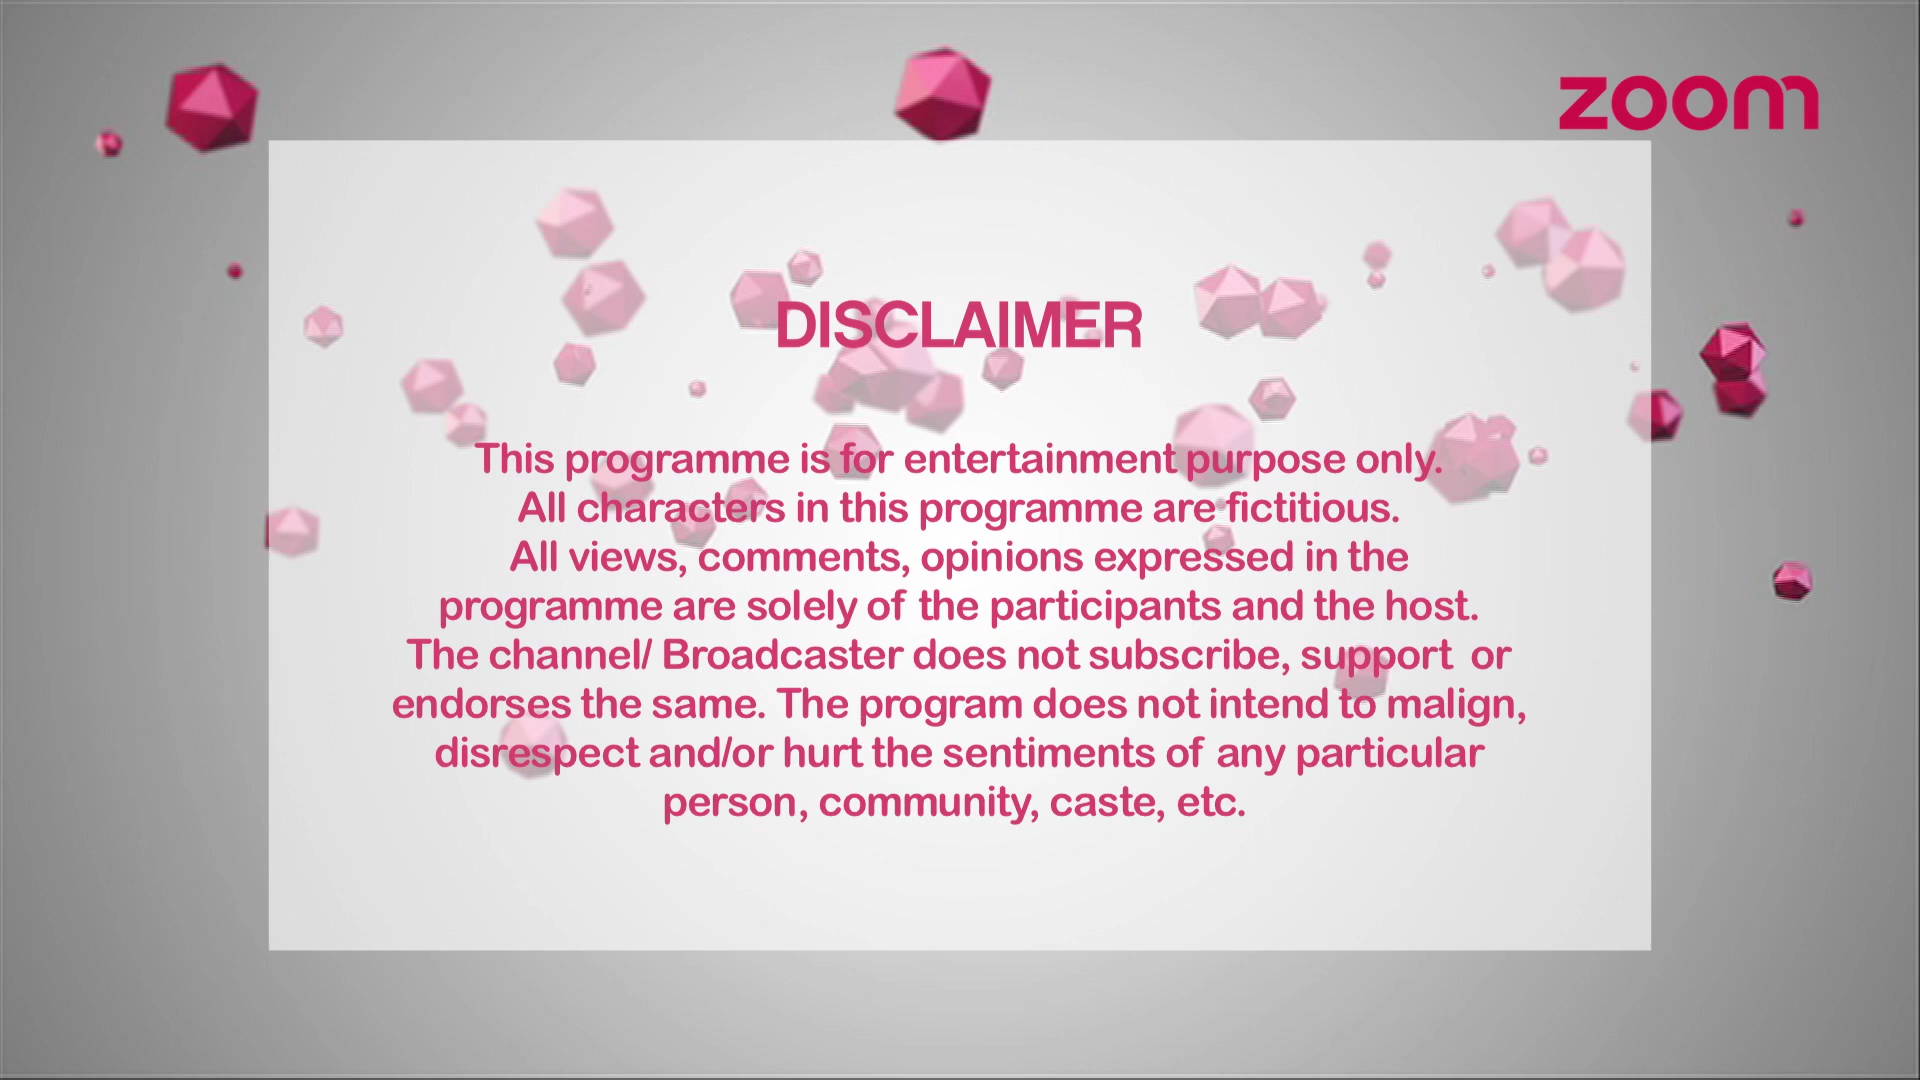 zoom
DISCLAIMER
This programme is for entertainment purpose only.
All characters in this programme are fictitious.
All views, comments, opinions expressed in the
programme are solely of the participants and the host.
The channel/ Broadcaster does not subscribe, support or
endorses the same. The program does not intend to malign,
disrespect and/or hurt the sentiments of any particular
person, community, caste, etc.